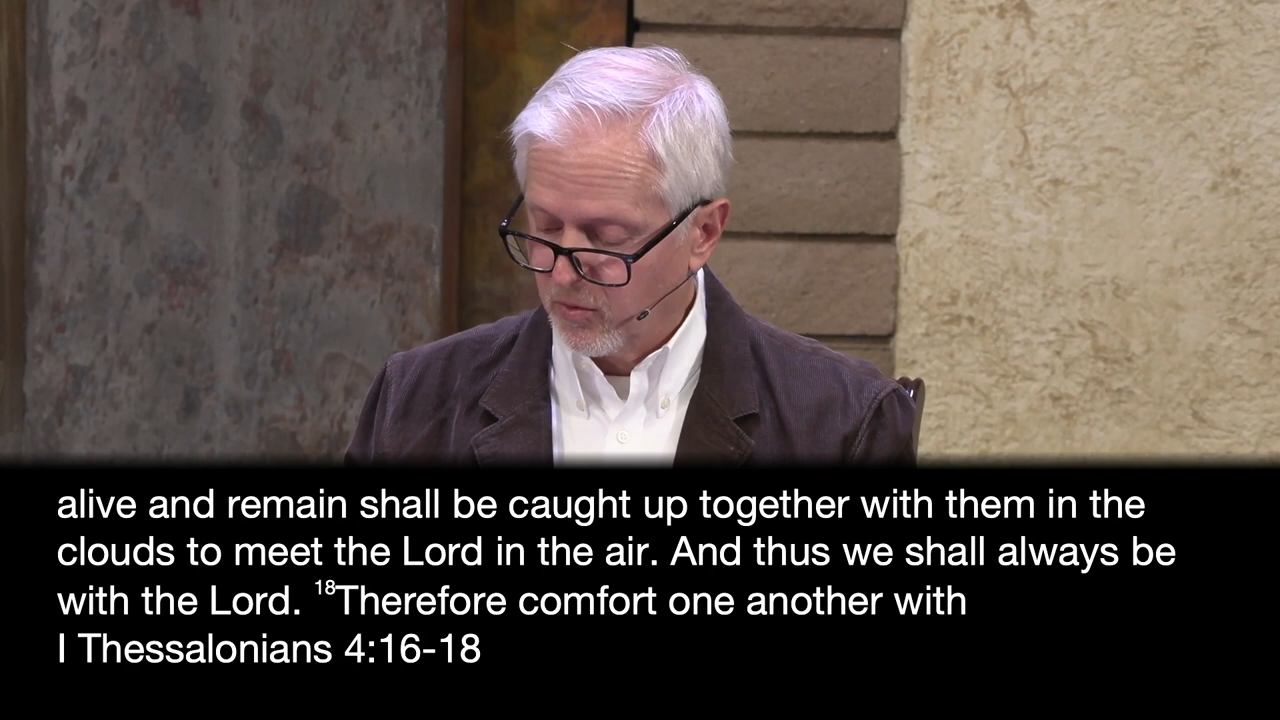 alive and remain shall be caught up together with them in the
clouds to meet the Lord in the air. And thus we shall always be
with the Lord. 18Therefore comfort one another with
I Thessalonians 4:16-18